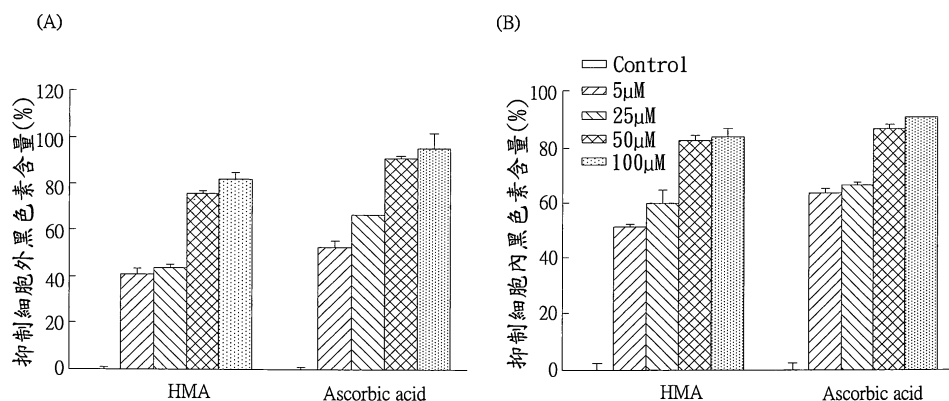 (A)
抑制細胞外黑色素含量(%)
120
100
80
60
40
20
0
HMA
Ascorbic acid
(B)
Control
5μM
25μM
50μM
100μM
抑制細胞內黑色素含量(%)
100
80
60
40
20
0
HMA
Ascorbic acid